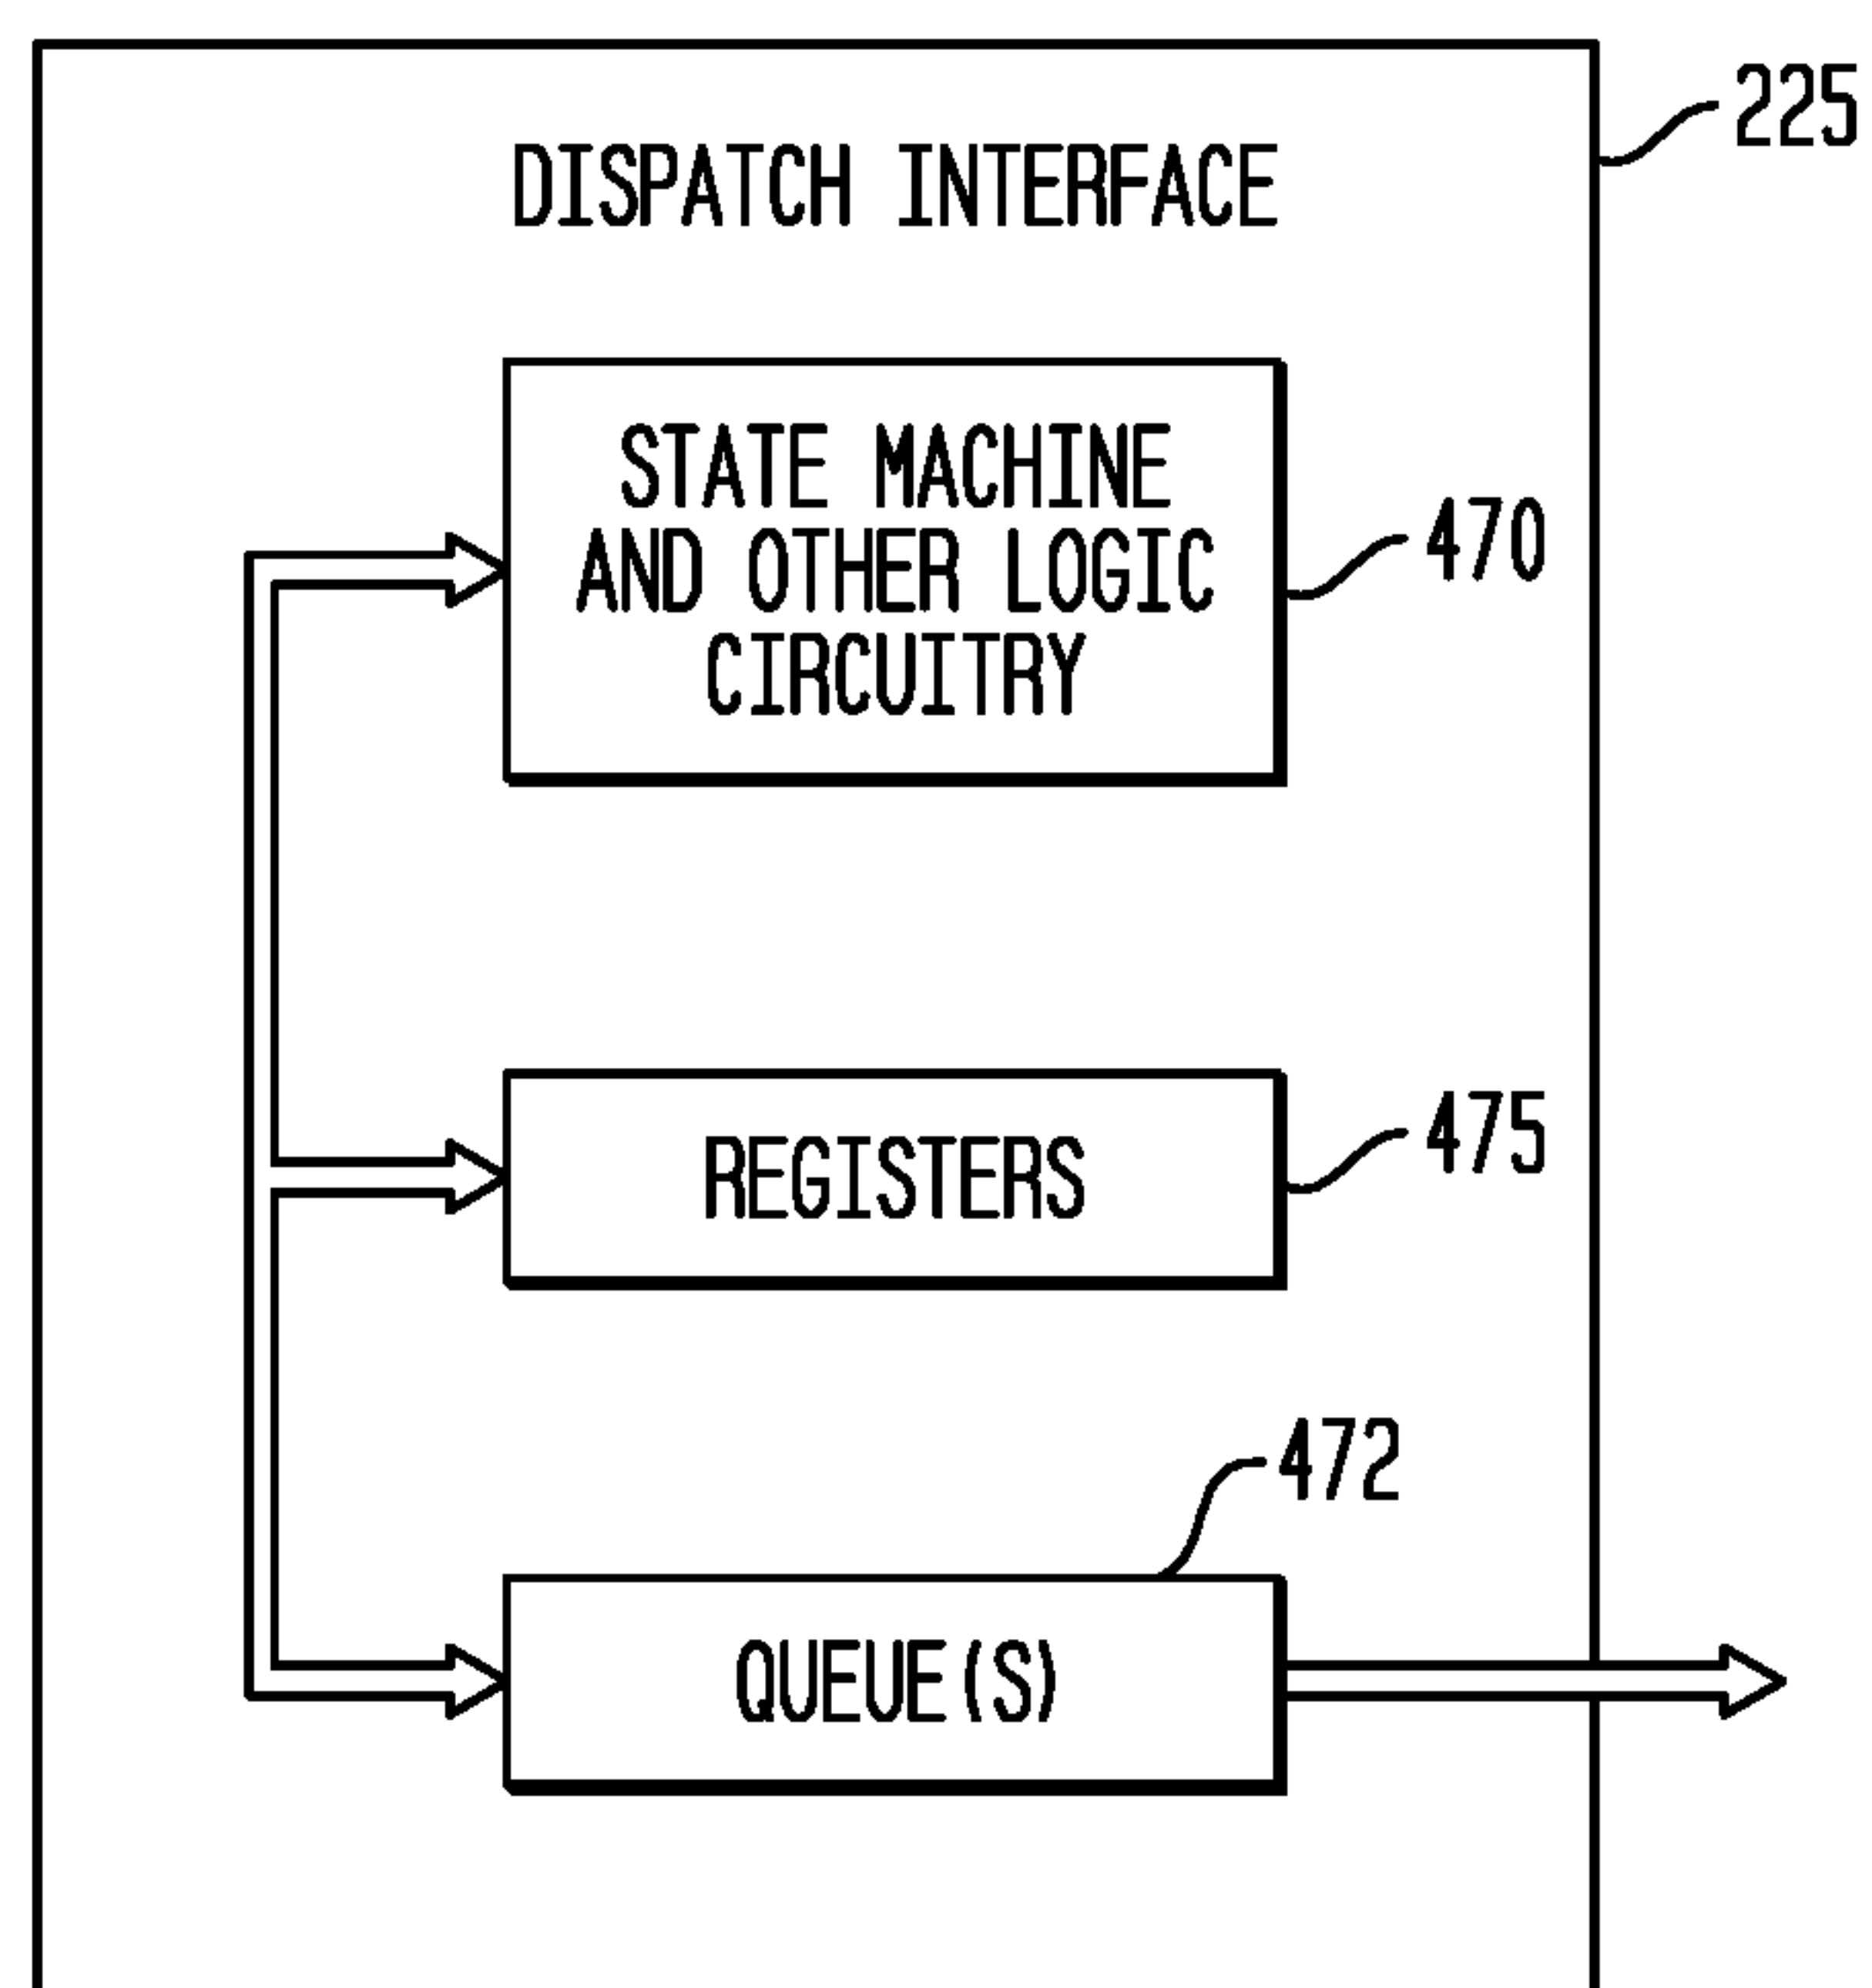 225
DISPATCH INTERFACE
STATE MACHINE
AND OTHER LOGIC
CIRCUITRY
470
REGISTERS
475
472
QUEUE(S)